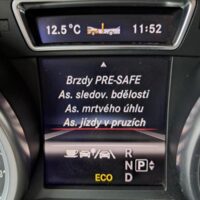 12.5°C 11:52
Brzdy PRE-SAFE
As. sledov. bdělosti
As. mrtvého úhlu
As. jízdy v pruzích
R
N P
ECO D